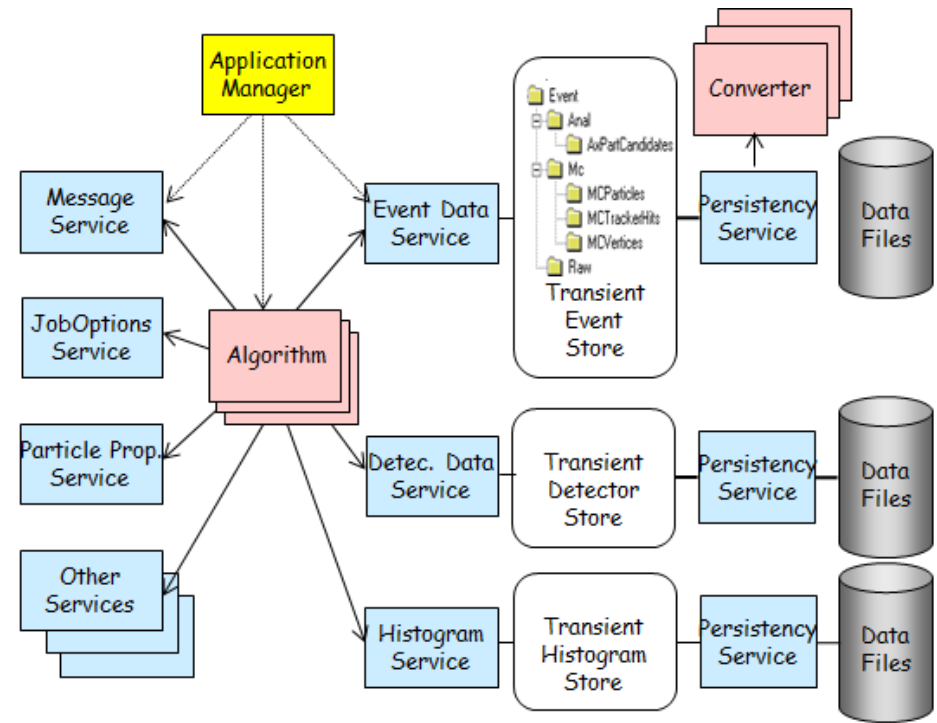 Application
Manager
Converter
Event
Anal
AxPartCandidates
Mc
MCParticles
MCTrackerHits
MCVertices
Raw
Transient
Event
Store
Message
Service
Event Data
Service
Persistency
Service
Data
Files
JobOptions
Service
Algorithm
Particle Prop.
Service
Detec. Data
Service
Transient
Detector
Store
Persistency
Service
Data
Files
Other
Services
Histogram
Service
Transient
Histogram
Store
Persistency
Service
Data
Files